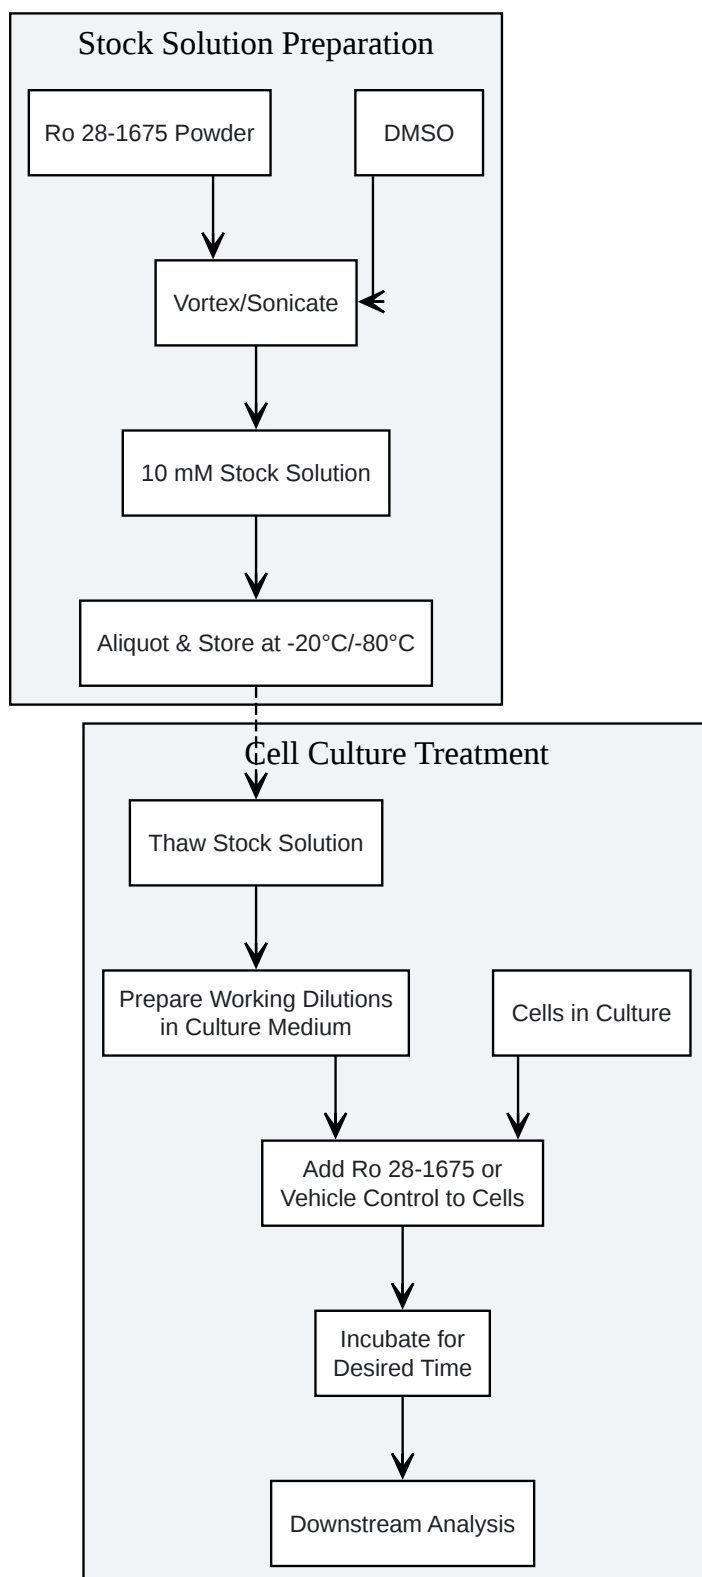 Stock Solution Preparation
Ro 28-1675 Powder
DMSO
Vortex/Sonicate
10 mM Stock Solution
Aliquot & Store at -20°C/-80°C
Cell Culture Treatment
Thaw Stock Solution
Prepare Working Dilutions
in Culture Medium
Cells in Culture
Add Ro 28-1675 or
Vehicle Control to Cells
Incubate for
Desired Time
Downstream Analysis